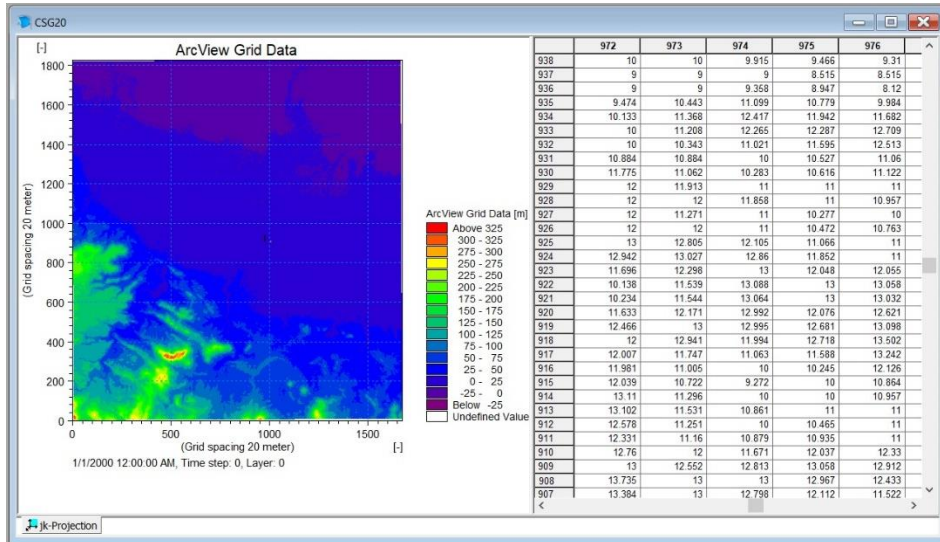 CSG20
[-]
ArcView Grid Data
1800
1600
1400
1200
1000
800
600
400
200
0
(Grid spacing 20 meter)
0 500 1000 1500
(Grid spacing 20 meter) [-]
1/1/2000 12:00:00 AM, Time step: 0, Layer: 0
ArcView Grid Data [m]
Above 325
300 - 325
275 - 300
250 - 275
225 - 250
200 - 225
175 - 200
150 - 175
125 - 150
100 - 125
75 - 100
50 - 75
25 - 50
0 - 25
-25 - 0
Below -25
Undefined Value
972 973 974 975 976
938 10 10 9.915 9.466 9.31
937 9 9 9 8.515 8.515
936 9 9 9.358 8.947 8.12
935 9.474 10.443 11.099 10.779 9.984
934 10.133 11.368 12.417 11.942 11.682
933 10 11.208 12.265 12.287 12.709
932 10 10.343 11.021 11.595 12.513
931 10.884 10.884 10 10.527 11.06
930 11.775 11.062 10.283 10.616 11.122
929 12 11.913 11 11 11
928 12 12 11.858 11 10.957
927 12 11.271 11 10.277 10
926 12 12 11 10.472 10.763
925 13 12.805 12.105 11.066 11
924 12.942 13.027 12.86 11.852 11
923 11.696 12.298 13 12.048 12.055
922 10.138 11.539 13.088 13 13.058
921 10.234 11.544 13.064 13 13.032
920 11.633 12.171 12.992 12.076 12.621
919 12.466 13 12.995 12.681 13.098
918 12 12.941 11.994 12.718 13.502
917 12.007 11.747 11.063 11.588 13.242
916 11.981 11.005 10 10.245 12.126
915 12.039 10.722 9.272 10 10.864
914 13.11 11.296 10 10 10.957
913 13.102 11.531 10.861 11 11
912 12.578 11.251 10 10.465 11
911 12.331 11.16 10.879 10.935 11
910 12.76 12 11.671 12.037 12.33
909 13 12.552 12.813 13.058 12.912
908 13.735 13 13 12.967 12.433
907 13.384 13 12.798 12.112 11.522
jk-Projection